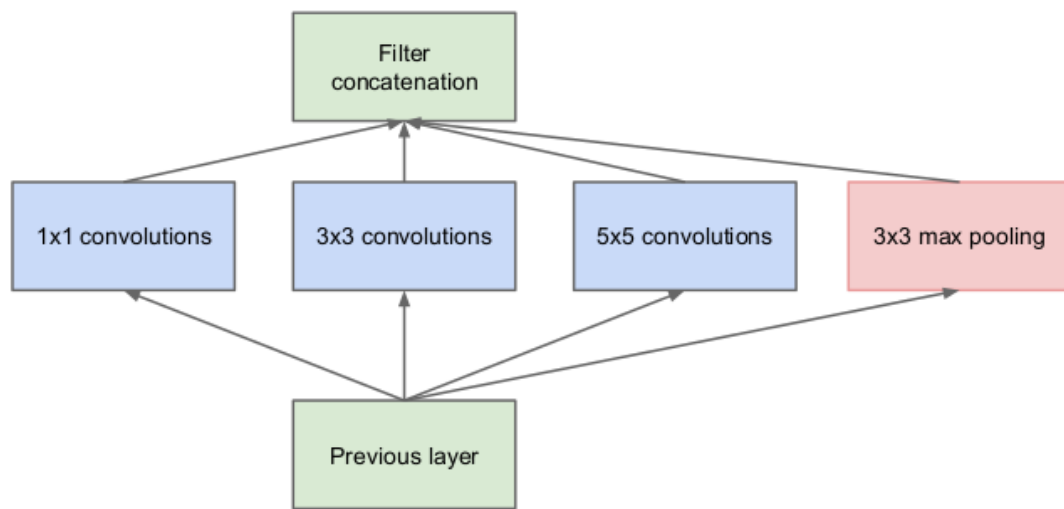 Filter
concatenation
1x1 convolutions
3x3 convolutions
5x5 convolutions
3x3 max pooling
Previous layer